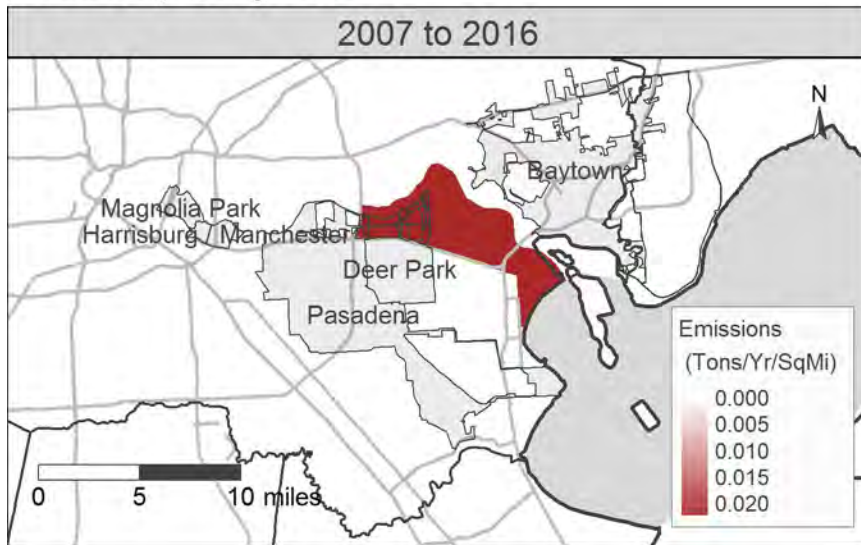 2007 to 2016
N
Baytown
Magnolia Park
Harrisburg Manchester
Deer Park
Pasadena
Emissions
(Tons/Yr/SqMi)
0.000
0.005
0.010
0.015
0.020
0 5 10 miles